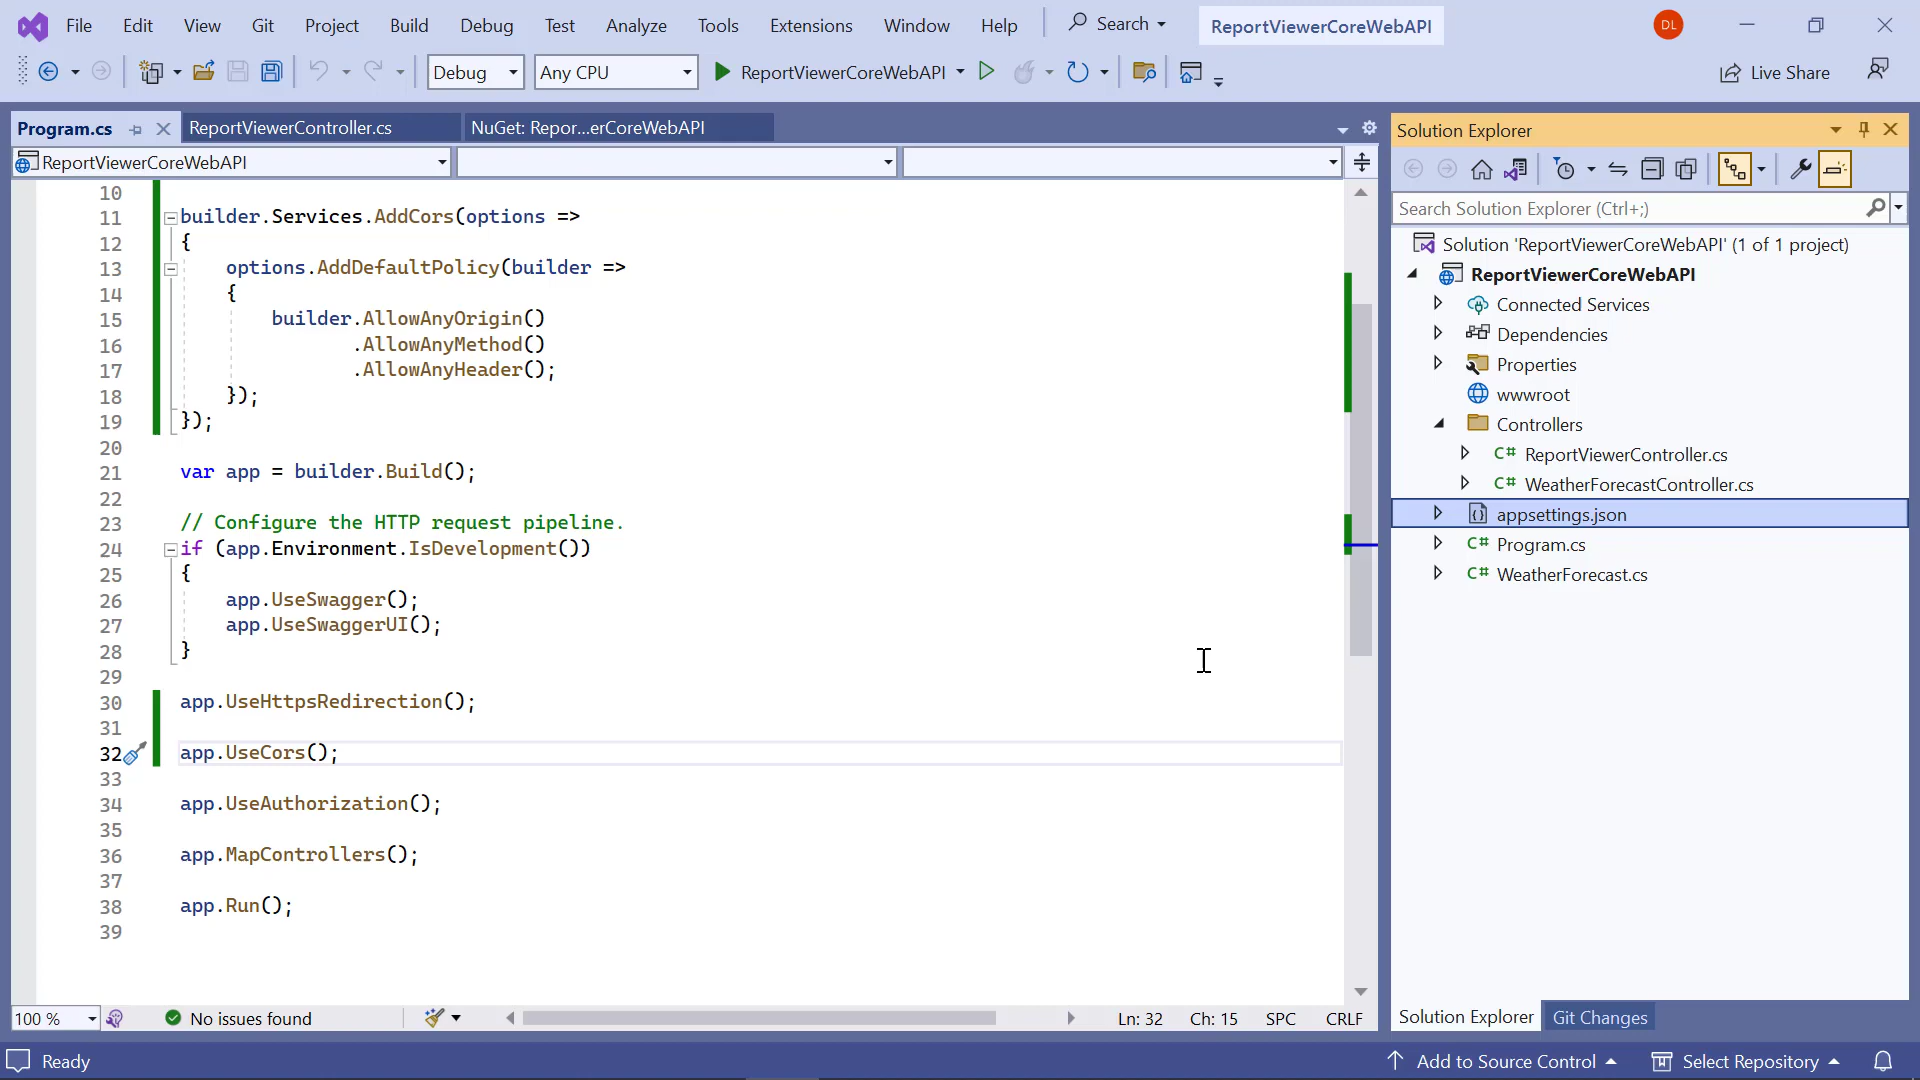 File Edit View Git Project Build Debug Test Analyze Tools Extensions Window Help Search ReportViewerCoreWebAPI DL
Debug Any CPU ReportViewerCoreWebAPI Live Share
Program.cs ReportViewerController.cs NuGet: Repor...erCoreWebAPI
ReportViewerCoreWebAPI
10
11 builder.Services.AddCors(options =>
12 {
13 options.AddDefaultPolicy(builder =>
14 {
15 builder.AllowAnyOrigin()
16 .AllowAnyMethod()
17 .AllowAnyHeader();
18 });
19 });
20
21 var app = builder.Build();
22
23 // Configure the HTTP request pipeline.
24 if (app.Environment.IsDevelopment())
25 {
26 app.UseSwagger();
27 app.UseSwaggerUI();
28 }
29
30 app.UseHttpsRedirection();
31
32 app.UseCors();
33
34 app.UseAuthorization();
35
36 app.MapControllers();
37
38 app.Run();
39
100 % No issues found Ln: 32 Ch: 15 SPC CRLF
Solution Explorer
Search Solution Explorer (Ctrl+;)
Solution 'ReportViewerCoreWebAPI' (1 of 1 project)
ReportViewerCoreWebAPI
Connected Services
Dependencies
Properties
wwwroot
Controllers
C# ReportViewerController.cs
C# WeatherForecastController.cs
appsettings.json
C# Program.cs
C# WeatherForecast.cs
Solution Explorer Git Changes
Ready Add to Source Control Select Repository